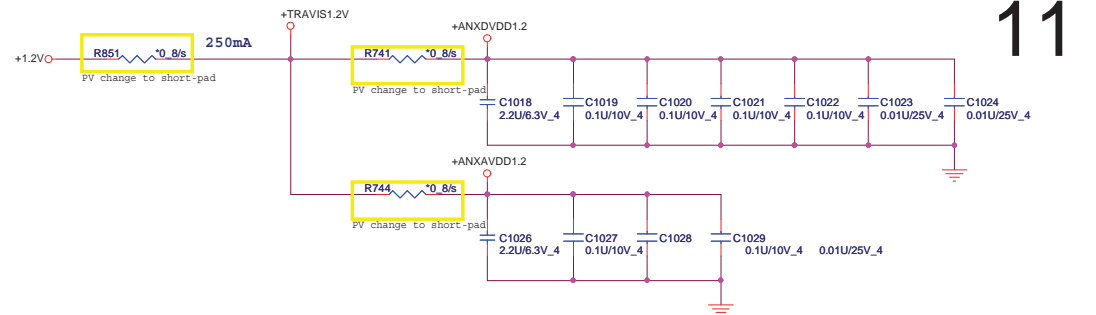 11
+TRAVIS1.2V
+ANXDVDD1.2
+1.2V
R851
*0_8/s
250mA
R741
*0_8/s
PV change to short-pad
PV change to short-pad
C1018
2.2U/6.3V_4
C1019
0.1U/10V_4
C1020
0.1U/10V_4
C1021
0.1U/10V_4
C1022
0.1U/10V_4
C1023
0.01U/25V_4
C1024
0.01U/25V_4
+ANXAVDD1.2
R744
*0_8/s
PV change to short-pad
C1026
2.2U/6.3V_4
C1027
0.1U/10V_4
C1028
C1029
0.1U/10V_4
0.01U/25V_4